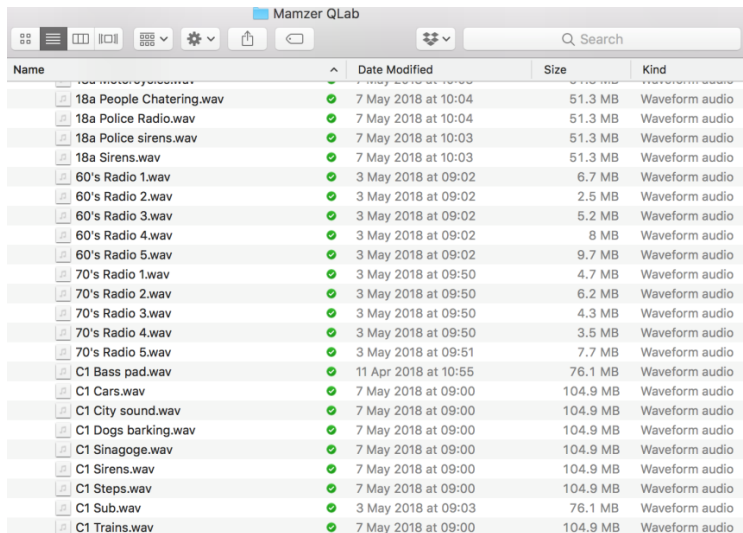 Mamzer QLab
Search
Name Date Modified Size Kind
18a People Chatering.wav 7 May 2018 at 10:04 51.3 MB Waveform audio
18a Police Radio.wav 7 May 2018 at 10:04 51.3 MB Waveform audio
18a Police sirens.wav 7 May 2018 at 10:03 51.3 MB Waveform audio
18a Sirens.wav 7 May 2018 at 10:03 51.3 MB Waveform audio
60's Radio 1.wav 3 May 2018 at 09:02 6.7 MB Waveform audio
60's Radio 2.wav 3 May 2018 at 09:02 2.5 MB Waveform audio
60's Radio 3.wav 3 May 2018 at 09:02 5.2 MB Waveform audio
60's Radio 4.wav 3 May 2018 at 09:02 8 MB Waveform audio
60's Radio 5.wav 3 May 2018 at 09:02 9.7 MB Waveform audio
70's Radio 1.wav 3 May 2018 at 09:50 4.7 MB Waveform audio
70's Radio 2.wav 3 May 2018 at 09:50 6.2 MB Waveform audio
70's Radio 3.wav 3 May 2018 at 09:50 4.3 MB Waveform audio
70's Radio 4.wav 3 May 2018 at 09:50 3.5 MB Waveform audio
70's Radio 5.wav 3 May 2018 at 09:51 7.7 MB Waveform audio
C1 Bass pad.wav 11 Apr 2018 at 10:55 76.1 MB Waveform audio
C1 Cars.wav 7 May 2018 at 09:00 104.9 MB Waveform audio
C1 City sound.wav 7 May 2018 at 09:00 104.9 MB Waveform audio
C1 Dogs barking.wav 7 May 2018 at 09:00 104.9 MB Waveform audio
C1 Sinagoge.wav 7 May 2018 at 09:00 104.9 MB Waveform audio
C1 Sirens.wav 7 May 2018 at 09:00 104.9 MB Waveform audio
C1 Steps.wav 7 May 2018 at 09:00 104.9 MB Waveform audio
C1 Sub.wav 3 May 2018 at 09:03 76.1 MB Waveform audio
C1 Trains.wav 7 May 2018 at 09:00 104.9 MB Waveform audio